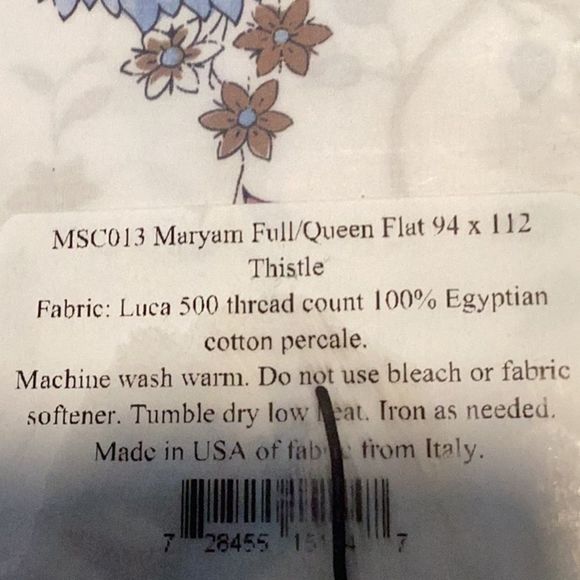 MSC013 Maryam Full/Queen Flat 94 x 112
Thistle
Fabric: Luca 500 thread count 100% Egyptian
cotton percale.
Machine wash warm. Do not use bleach or fabric
softener. Tumble dry low heat. Iron as needed.
Made in USA of fabric from Italy.
7 28455 7